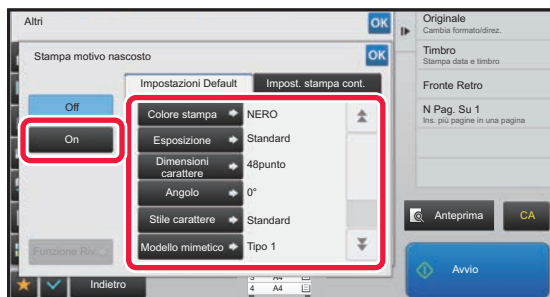 Altri
OK
Stampa motivo nascosto
OK
Impostazioni Default
Impost. stampa cont.
Off
On
Colore stampa
NERO
Esposizione
Standard
Dimensioni carattere
48punto
Angolo
0°
Stile carattere
Standard
Modello mimetico
Tipo 1
Funzione Riv.
Indietro
3 A4
4 A4
Originale
Cambia formato/direz.
Timbro
Stampa data e timbro
Fronte Retro
N Pag. Su 1
Ins. più pagine in una pagina
Anteprima
CA
Avvio